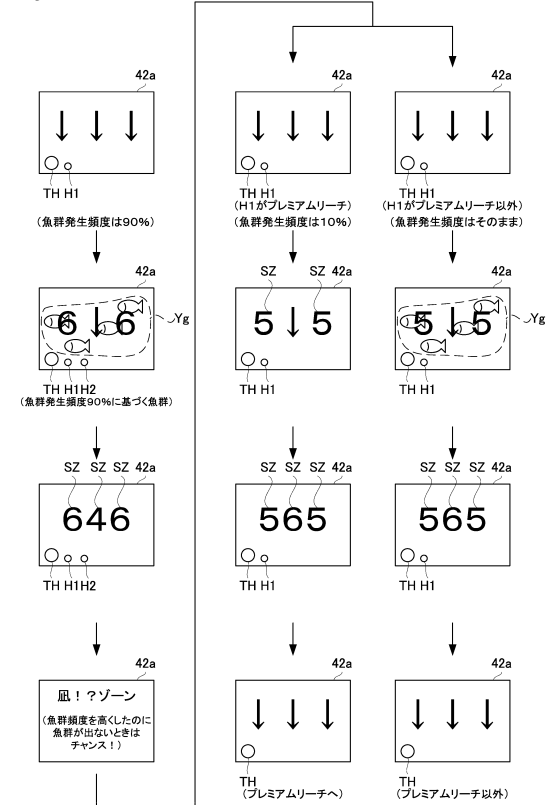 42a
↓ ↓ ↓
TH H1
(魚群発生頻度は90%)
42a
6 ↓ 6
Yg
TH H1H2
(魚群発生頻度90%に基づく魚群)
SZ SZ SZ 42a
646
TH H1H2
42a
凪!?ゾーン
(魚群頻度を高くしたのに
魚群が出ないときは
チャンス!)
42a
↓ ↓ ↓
TH H1
(H1がプレミアムリーチ)
(魚群発生頻度は10%)
SZ SZ 42a
5 ↓ 5
TH H1
SZ SZ SZ 42a
565
TH H1
42a
↓ ↓ ↓
TH
(プレミアムリーチへ)
42a
↓ ↓ ↓
TH H1
(H1がプレミアムリーチ以外)
(魚群発生頻度はそのまま)
42a
5 ↓ 5
Yg
TH H1
SZ SZ SZ 42a
565
TH H1
42a
↓ ↓ ↓
TH
(プレミアムリーチ以外)